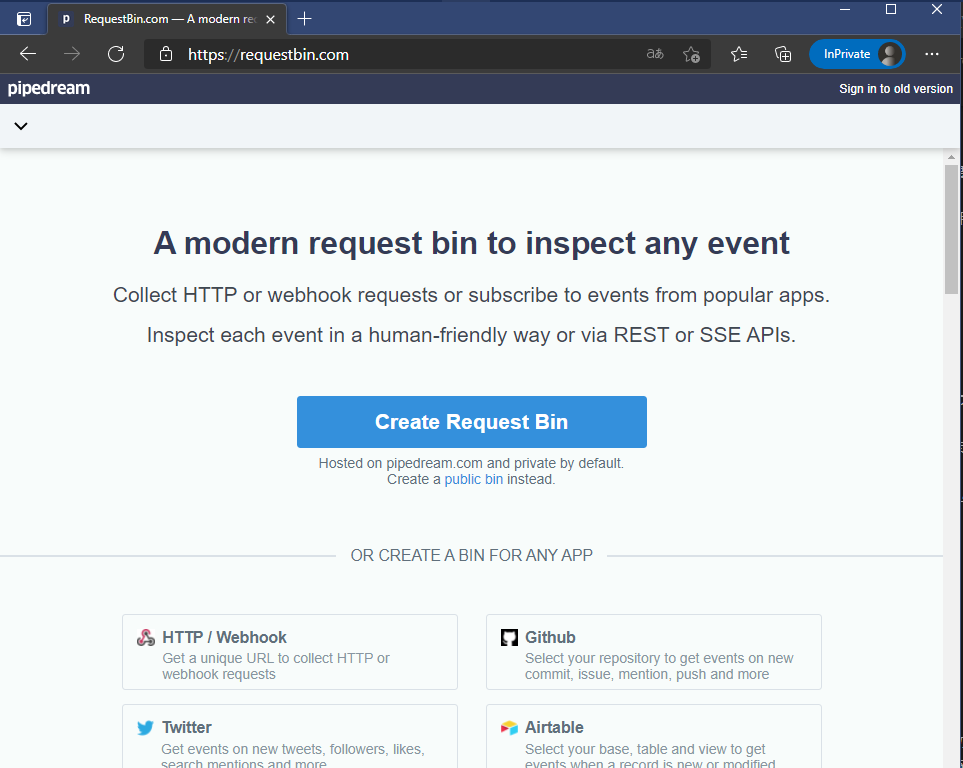 RequestBin.com — A modern re
https://requestbin.com
あ
InPrivate
pipedream
Sign in to old version
A modern request bin to inspect any event
Collect HTTP or webhook requests or subscribe to events from popular apps.
Inspect each event in a human-friendly way or via REST or SSE APIs.
Create Request Bin
Hosted on pipedream.com and private by default.
Create a public bin instead.
OR CREATE A BIN FOR ANY APP
HTTP / Webhook
Get a unique URL to collect HTTP or
webhook requests
Github
Select your repository to get events on new
commit, issue, mention, push and more
Twitter
Get events on new tweets, followers, likes,
search mentions and more
Airtable
Select your base, table and view to get
events when a record is new or modified